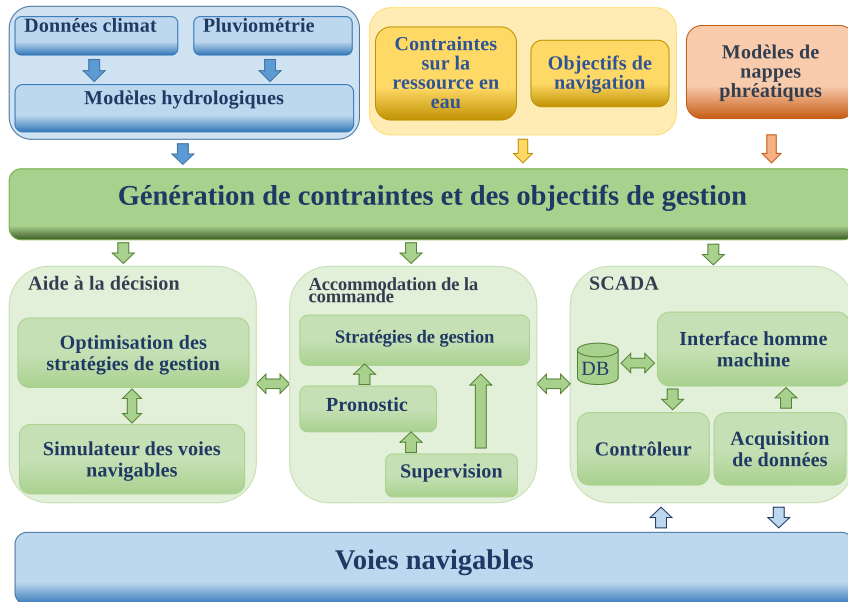 Données climat
Pluviométrie
Modèles hydrologiques
Contraintes
sur la
ressource en
eau
Objectifs de
navigation
Modèles de
nappes
phréatiques
Génération de contraintes et des objectifs de gestion
Aide à la décision
Optimisation des
stratégies de gestion
Simulateur des voies
navigables
Accommodation de la
commande
Stratégies de gestion
Pronostic
Supervision
SCADA
DB
Interface homme
machine
Contrôleur
Acquisition
de données
Voies navigables